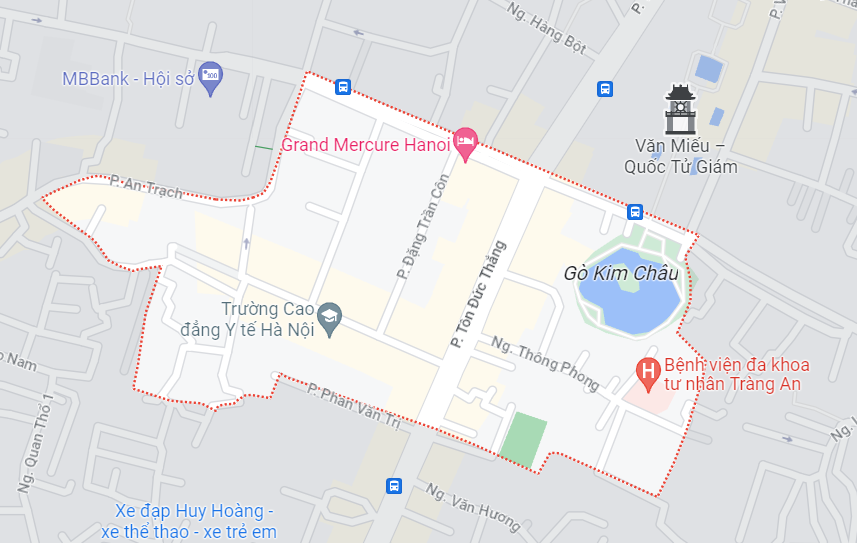 Ng. Hàng Bột
MBBank - Hội sở
Grand Mercure Hanoi
Văn Miếu –
Quốc Tử Giám
P. An Trạch
P. Đặng Trần Côn
P. Tôn Đức Thắng
Gò Kim Châu
Trường Cao
đẳng Y tế Hà Nội
Ng. Thông Phong
Bệnh viện đa khoa
tư nhân Tràng An
H
P. Phan Văn Trị
Ng. Quan Thổ 1
Ng. Văn Hương
Xe đạp Huy Hoàng -
xe thể thao - xe trẻ em